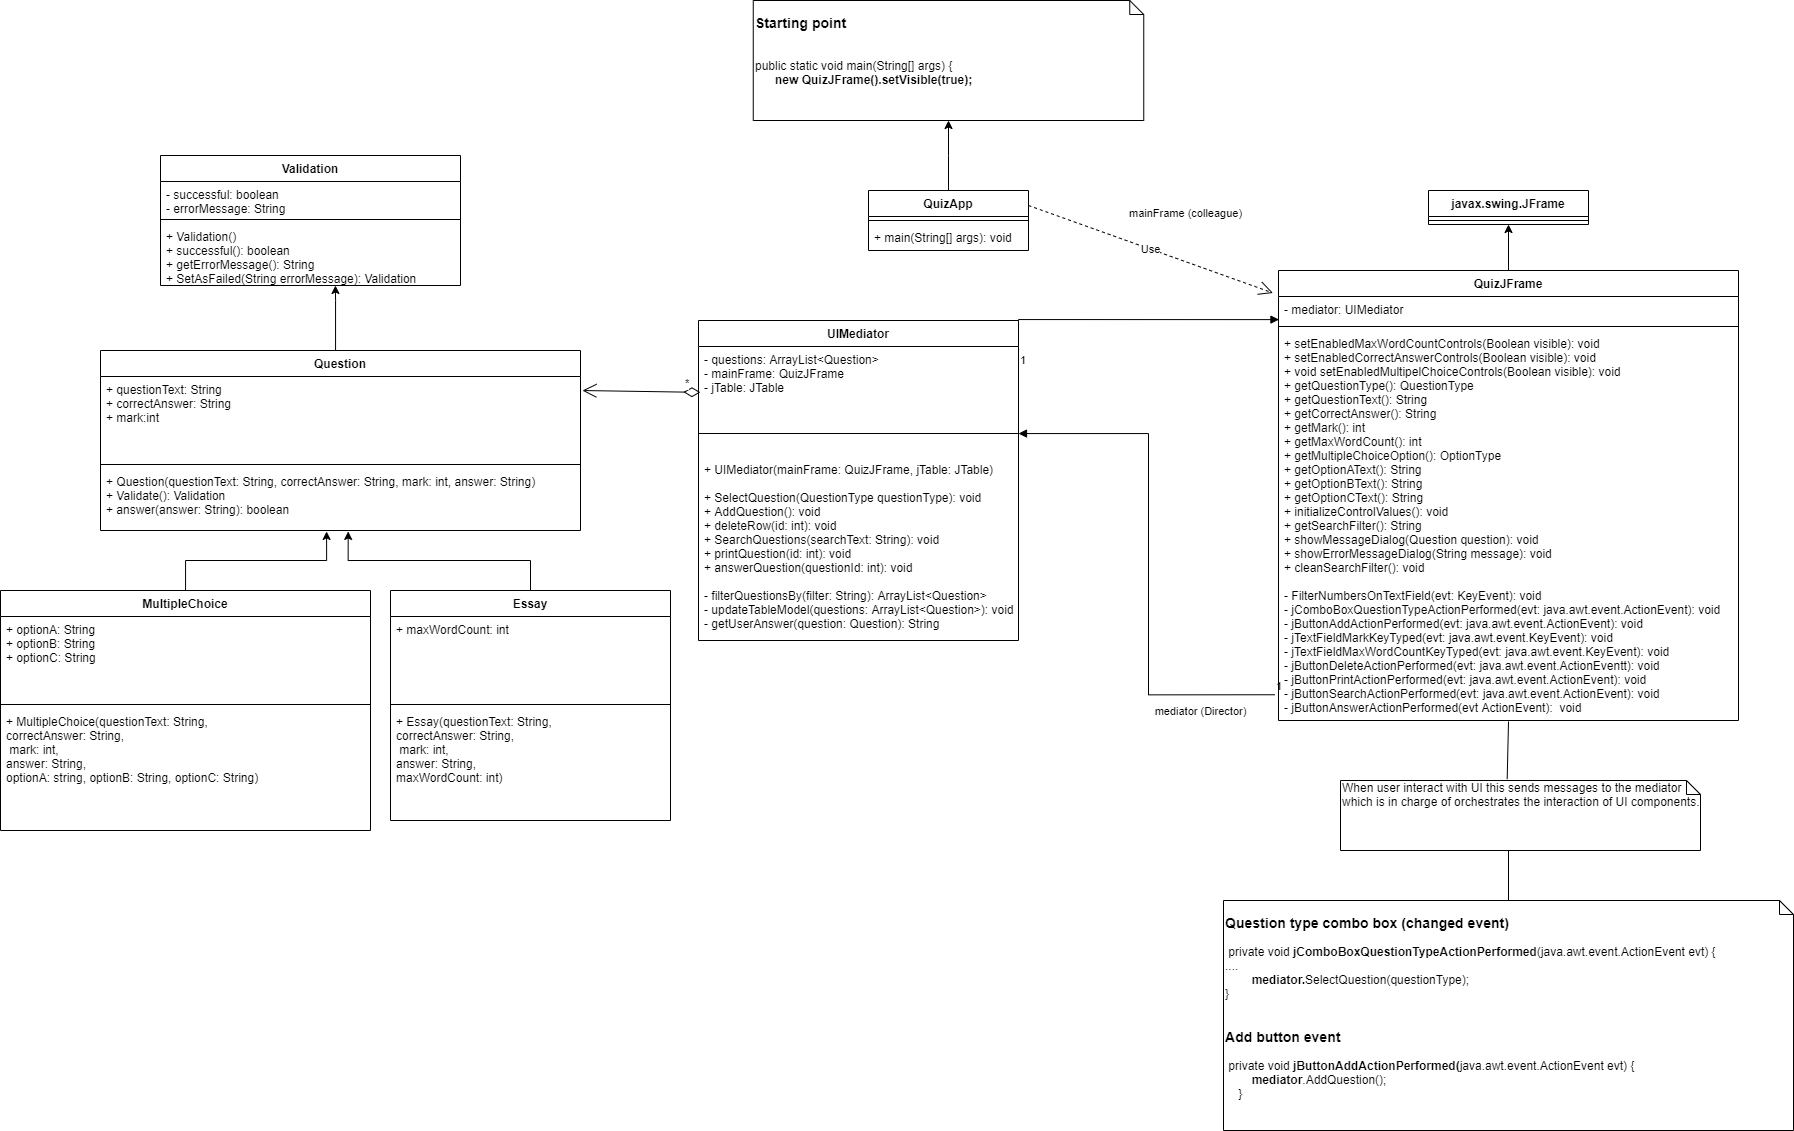 Starting point
public static void main(String[] args) {
new QuizJFrame().setVisible(true);
Validation
- successful: boolean
- errorMessage: String
+ Validation()
+ successful(): boolean
+ getErrorMessage(): String
+ SetAsFailed(String errorMessage): Validation
QuizApp
+ main(String[] args): void
mainFrame (colleague)
Use
javax.swing.JFrame
QuizJFrame
- mediator: UIMediator
+ setEnabledMaxWordCountControls(Boolean visible): void
+ setEnabledCorrectAnswerControls(Boolean visible): void
+ void setEnabledMultipelChoiceControls(Boolean visible): void
+ getQuestionType(): QuestionType
+ getQuestionText(): String
+ getCorrectAnswer(): String
+ getMark(): int
+ getMaxWordCount(): int
+ getMultipleChoiceOption(): OptionType
+ getOptionAText(): String
+ getOptionBText(): String
+ getOptionCText(): String
+ initializeControlValues(): void
+ getSearchFilter(): String
+ showMessageDialog(Question question): void
+ showErrorMessageDialog(String message): void
+ cleanSearchFilter(): void
- FilterNumbersOnTextField(evt: KeyEvent): void
- jComboBoxQuestionTypeActionPerformed(evt: java.awt.event.ActionEvent): void
- jButtonAddActionPerformed(evt: java.awt.event.ActionEvent): void
- jTextFieldMarkKeyTyped(evt: java.awt.event.KeyEvent): void
- jTextFieldMaxWordCountKeyTyped(evt: java.awt.event.KeyEvent): void
- jButtonDeleteActionPerformed(evt: java.awt.event.ActionEventt): void
- jButtonPrintActionPerformed(evt: java.awt.event.ActionEvent): void
- jButtonSearchActionPerformed(evt: java.awt.event.ActionEvent): void
- jButtonAnswerActionPerformed(evt ActionEvent): void
UIMediator
- questions: ArrayList<Question>
- mainFrame: QuizJFrame
- jTable: JTable
+ UIMediator(mainFrame: QuizJFrame, jTable: JTable)
+ SelectQuestion(QuestionType questionType): void
+ AddQuestion(): void
+ deleteRow(id: int): void
+ SearchQuestions(searchText: String): void
+ printQuestion(id: int): void
+ answerQuestion(questionId: int): void
- filterQuestionsBy(filter: String): ArrayList<Question>
- updateTableModel(questions: ArrayList<Question>): void
- getUserAnswer(question: Question): String
*
1
1
mediator (Director)
Question
+ questionText: String
+ correctAnswer: String
+ mark:int
+ Question(questionText: String, correctAnswer: String, mark: int, answer: String)
+ Validate(): Validation
+ answer(answer: String): boolean
MultipleChoice
+ optionA: String
+ optionB: String
+ optionC: String
+ MultipleChoice(questionText: String,
correctAnswer: String,
mark: int,
answer: String,
optionA: string, optionB: String, optionC: String)
Essay
+ maxWordCount: int
+ Essay(questionText: String,
correctAnswer: String,
mark: int,
answer: String,
maxWordCount: int)
When user interact with UI this sends messages to the mediator
which is in charge of orchestrates the interaction of UI components.
Question type combo box (changed event)
private void jComboBoxQuestionTypeActionPerformed(java.awt.event.ActionEvent evt) {
....
mediator.SelectQuestion(questionType);
}
Add button event
private void jButtonAddActionPerformed(java.awt.event.ActionEvent evt) {
mediator.AddQuestion();
}